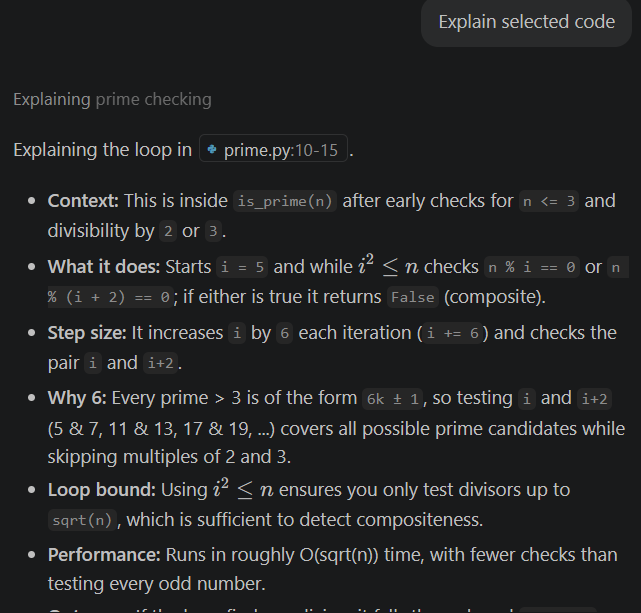 Explain selected code
Explaining prime checking
Explaining the loop in prime.py:10-15 .
• Context: This is inside is_prime(n) after early checks for n <= 3 and
divisibility by 2 or 3.
• What it does: Starts i = 5 and while i² ≤ n checks n % i == 0 or n
% (i + 2) == 0; if either is true it returns False (composite).
• Step size: It increases i by 6 each iteration (i += 6) and checks the
pair i and i+2.
• Why 6: Every prime > 3 is of the form 6k ± 1, so testing i and i+2
(5 & 7, 11 & 13, 17 & 19, ...) covers all possible prime candidates while
skipping multiples of 2 and 3.
• Loop bound: Using i² ≤ n ensures you only test divisors up to
sqrt(n), which is sufficient to detect compositeness.
• Performance: Runs in roughly O(sqrt(n)) time, with fewer checks than
testing every odd number.